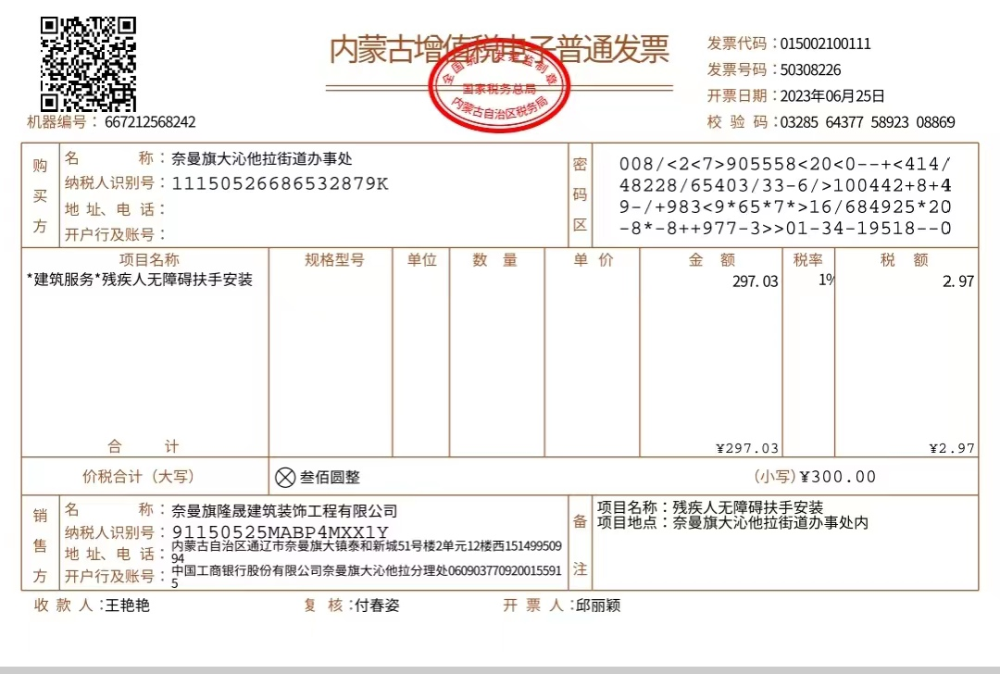 内蒙古增值税电子普通发票
全国统一发票监制章
国家税务总局
内蒙古自治区税务局
发票代码：015002100111
发票号码：50308226
开票日期：2023年06月25日
校 验 码：03285 64377 58923 08869
机器编号：667212568242
购买方
名 称：奈曼旗大沁他拉街道办事处
纳税人识别号：11150526686532879K
地 址、电 话：
开户行及账号：
密码区
008/<2<7>905558<20<0--+<414/
48228/65403/33-6/>100442+8+4
9-/+983<9*65*7*>16/684925*20
-8*-8++977-3>>01-34-19518--0
项目名称 规格型号 单位 数 量 单 价 金 额 税率 税 额
*建筑服务*残疾人无障碍扶手安装 297.03 1% 2.97
合 计 ¥297.03 ¥2.97
价税合计（大写） ⊗叁佰圆整 （小写）¥300.00
销售方
名 称：奈曼旗隆晟建筑装饰工程有限公司
纳税人识别号：91150525MABP4MXX1Y
地 址、电 话：内蒙古自治区通辽市奈曼旗大镇泰和新城51号楼2单元12楼西151499509
94
开户行及账号：中国工商银行股份有限公司奈曼旗大沁他拉分理处060903770920015591
5
备注
项目名称：残疾人无障碍扶手安装
项目地点：奈曼旗大沁他拉街道办事处内
收 款 人：王艳艳 复 核：付春姿 开 票 人：邱丽颖